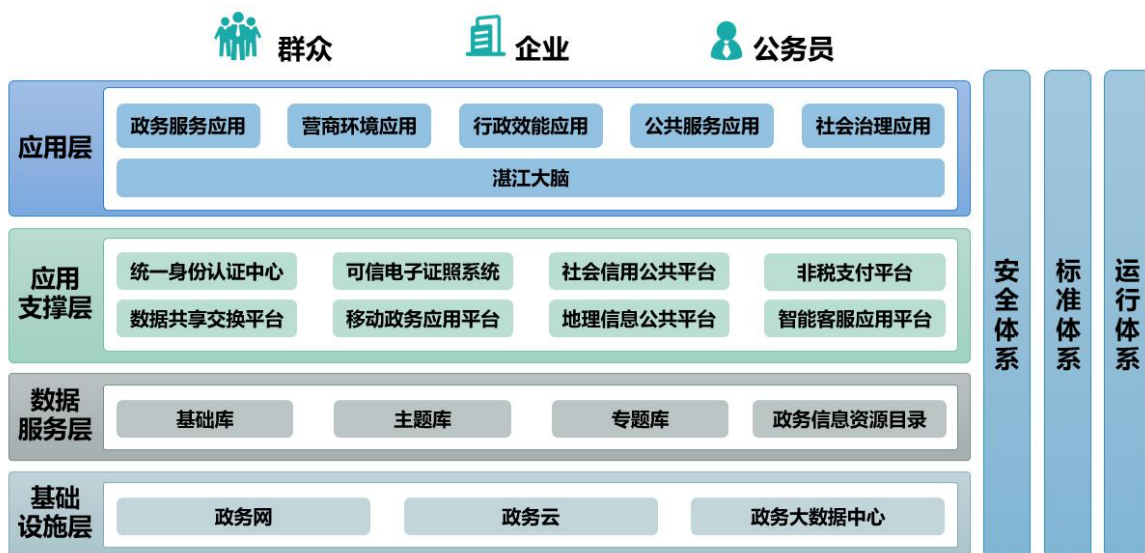 群众
企业
公务员
应用层
政务服务应用
营商环境应用
行政效能应用
公共服务应用
社会治理应用
湛江大脑
应用
支撑层
统一身份认证中心
可信电子证照系统
社会信用公共平台
非税支付平台
数据共享交换平台
移动政务应用平台
地理信息公共平台
智能客服应用平台
数据
服务层
基础库
主题库
专题库
政务信息资源目录
基础
设施层
政务网
政务云
政务大数据中心
安全体系
标准体系
运行体系